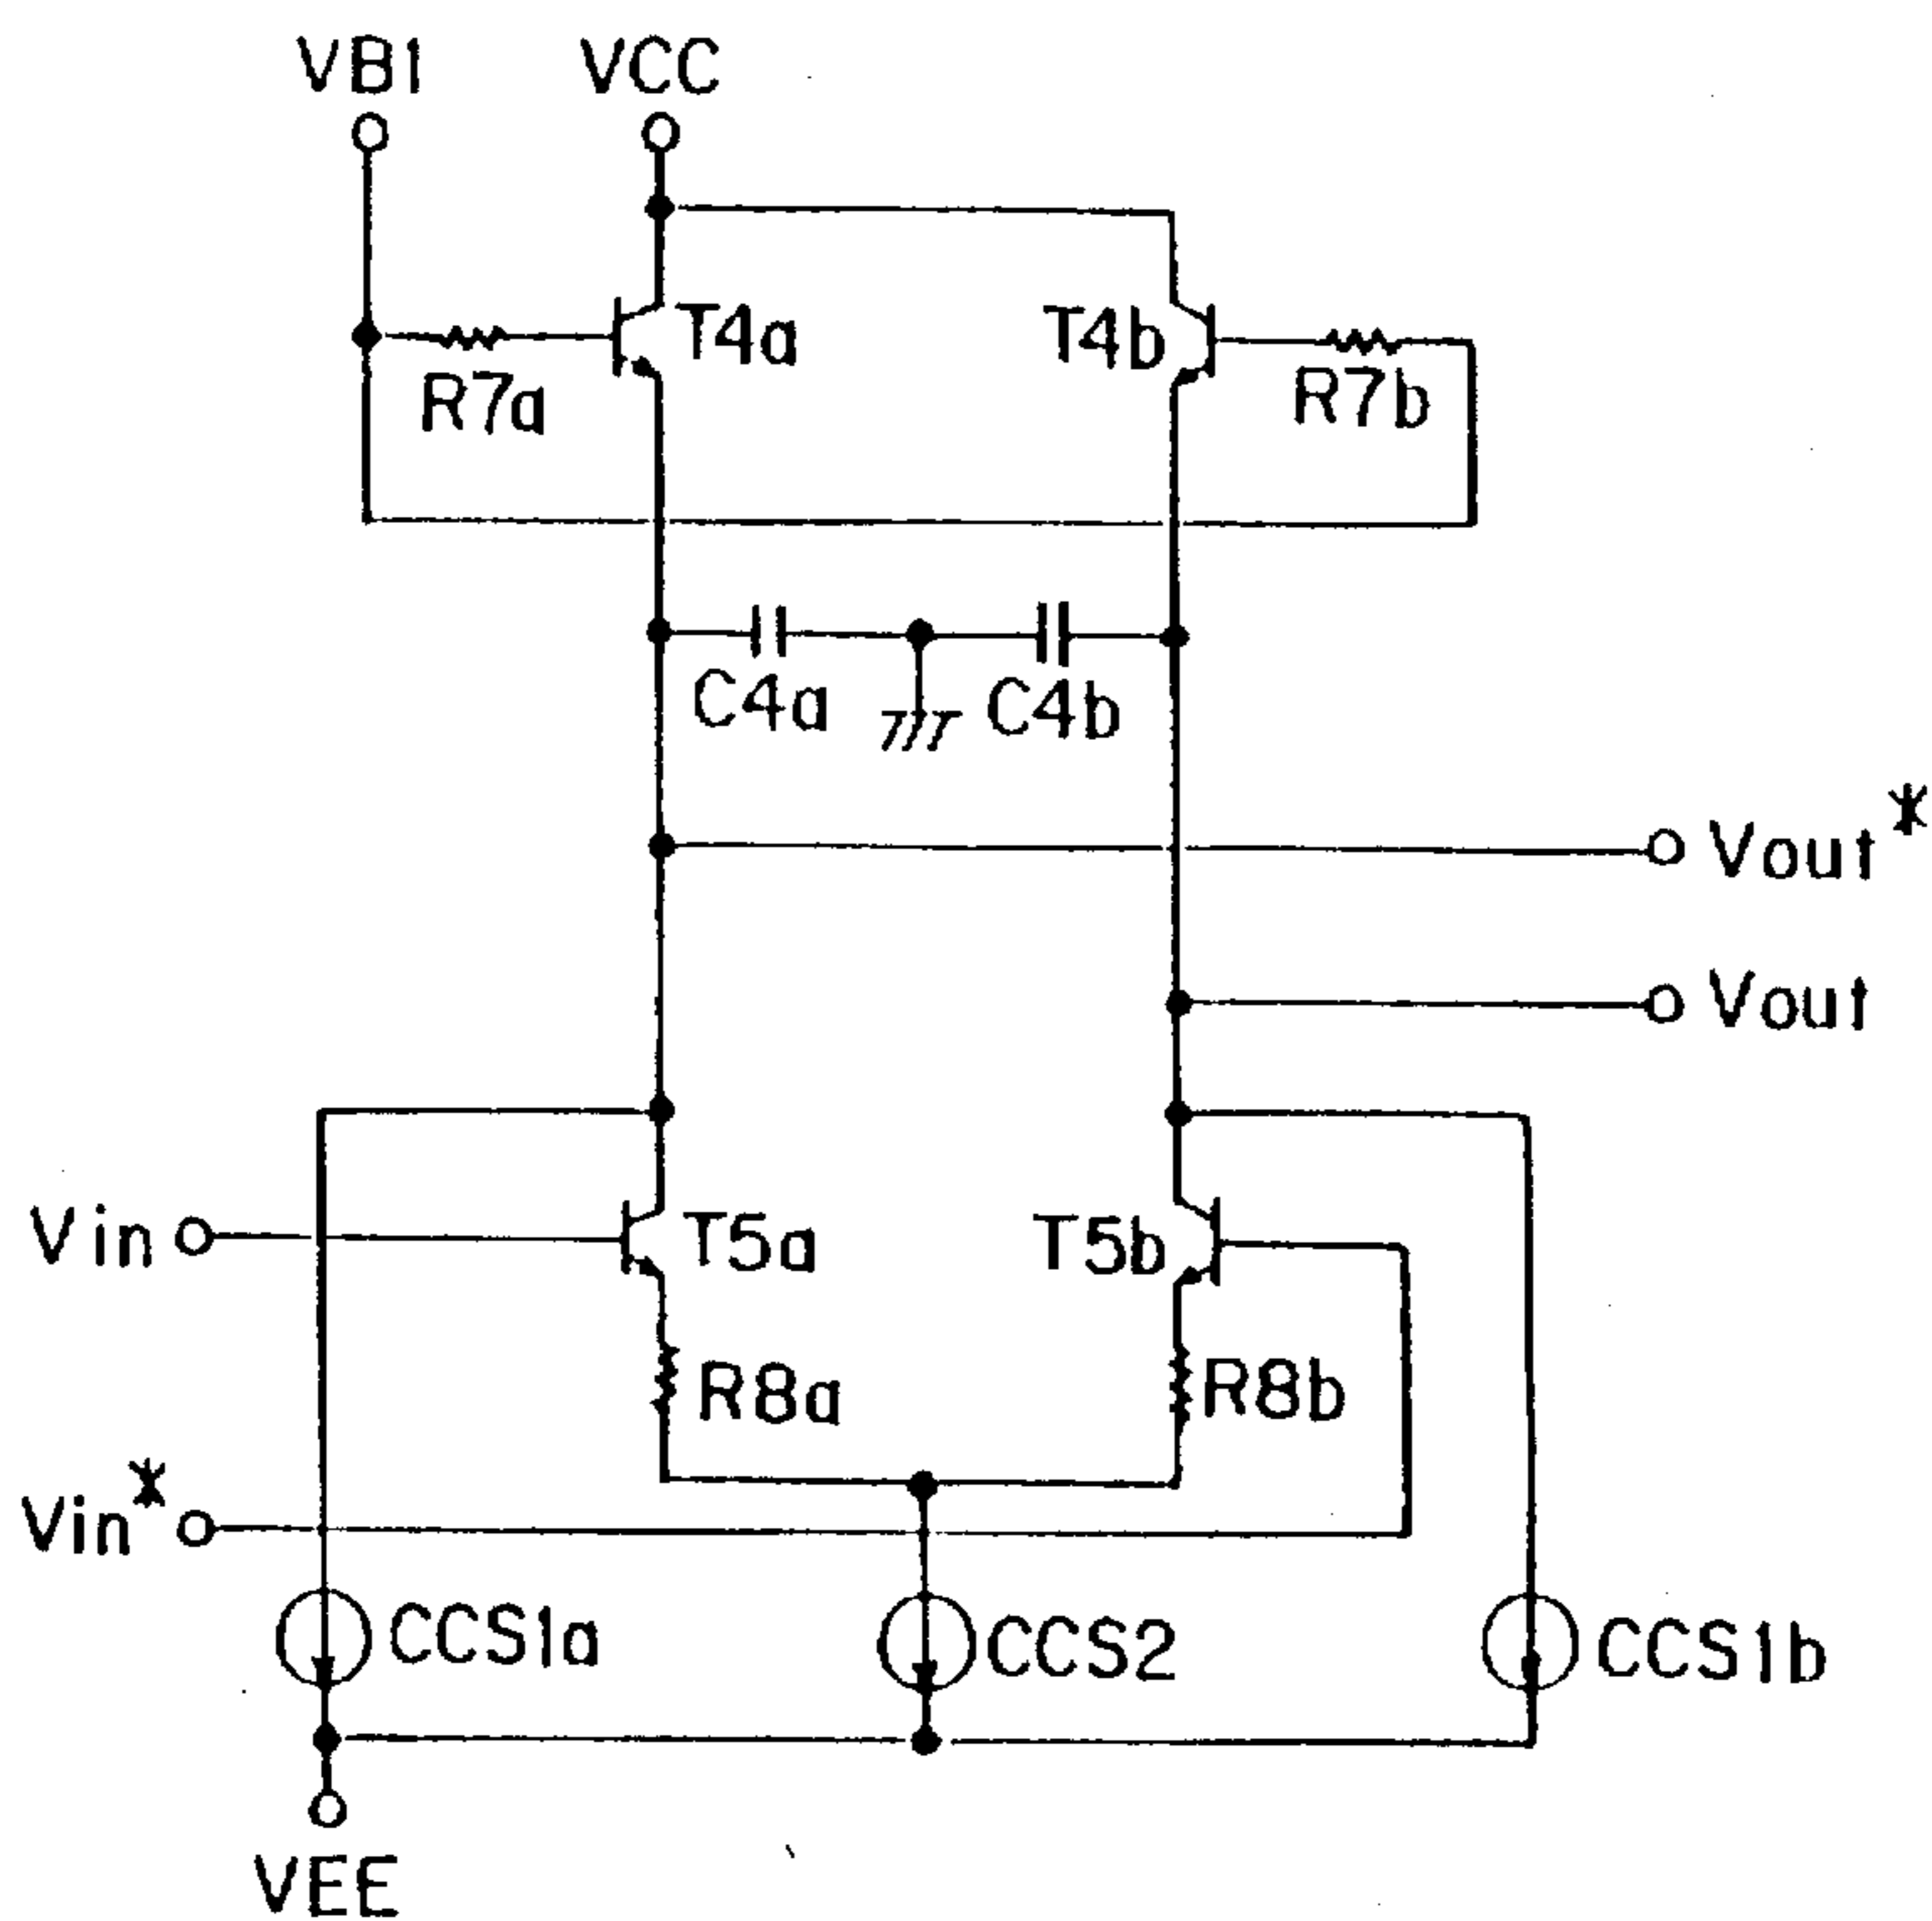 VB1 VCC
T4a T4b
R7a R7b
C4a C4b
Vout*
Vout
Vin T5a T5b
R8a R8b
Vin*
CCS1a CCS2 CCS1b
VEE